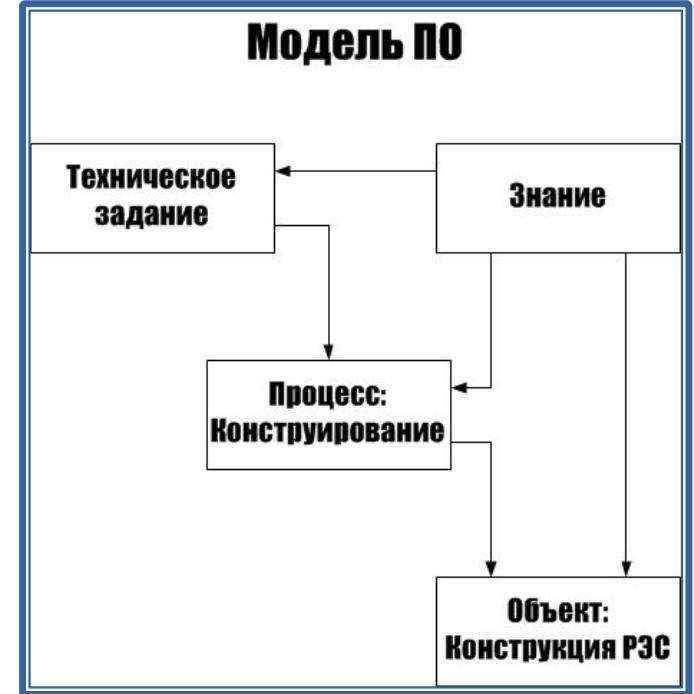 Модель ПО
Техническое
задание
Знание
Процесс:
Конструирование
Объект:
Конструкция РЭС